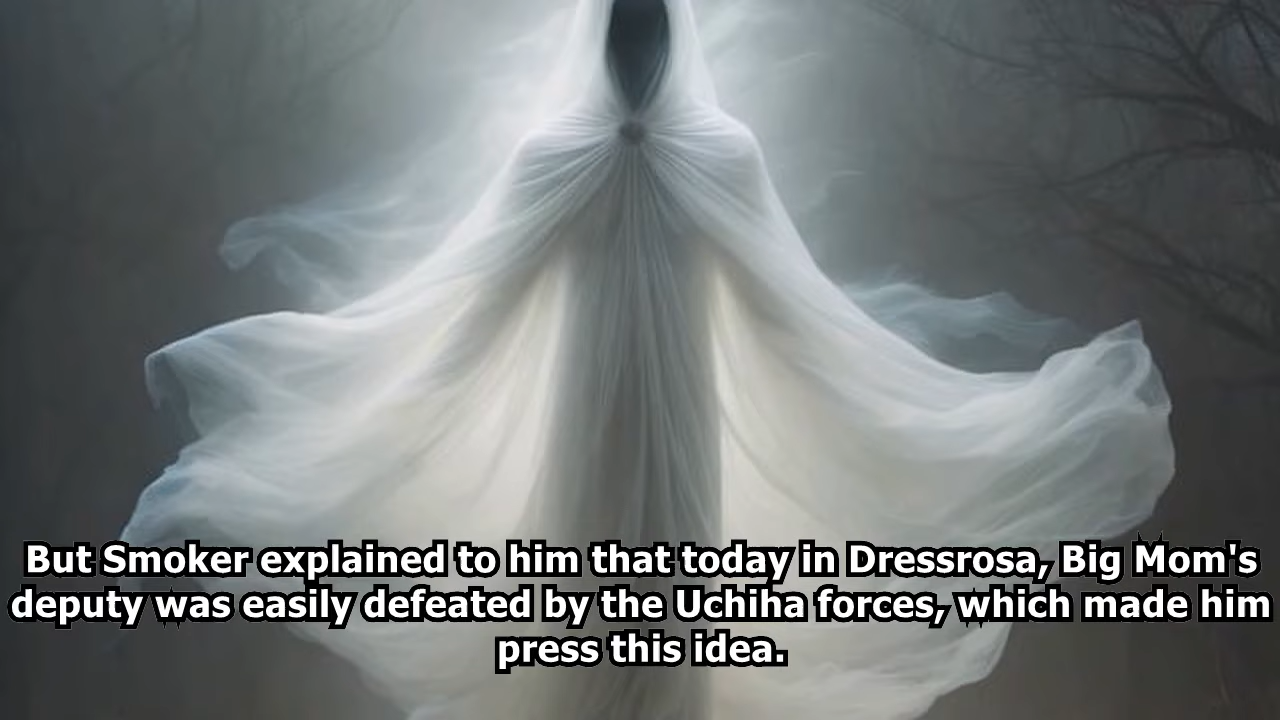 But Smoker explained to him that today in Dressrosa, Big Mom's
deputy was easily defeated by the Uchiha forces, which made him
press this idea.